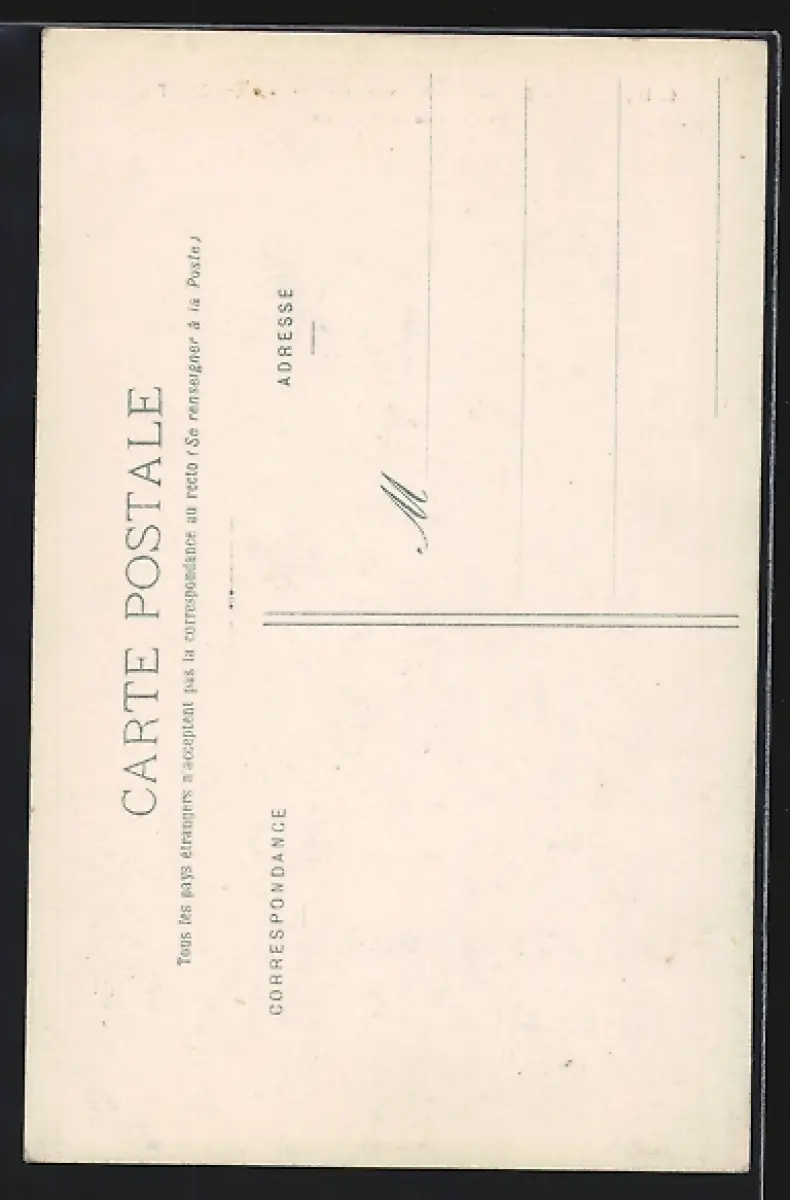 CARTE POSTALE
Tous les pays étrangers n'acceptent pas la correspondance au recto (Se renseigner à la Poste)
CORRESPONDANCE
ADRESSE
M